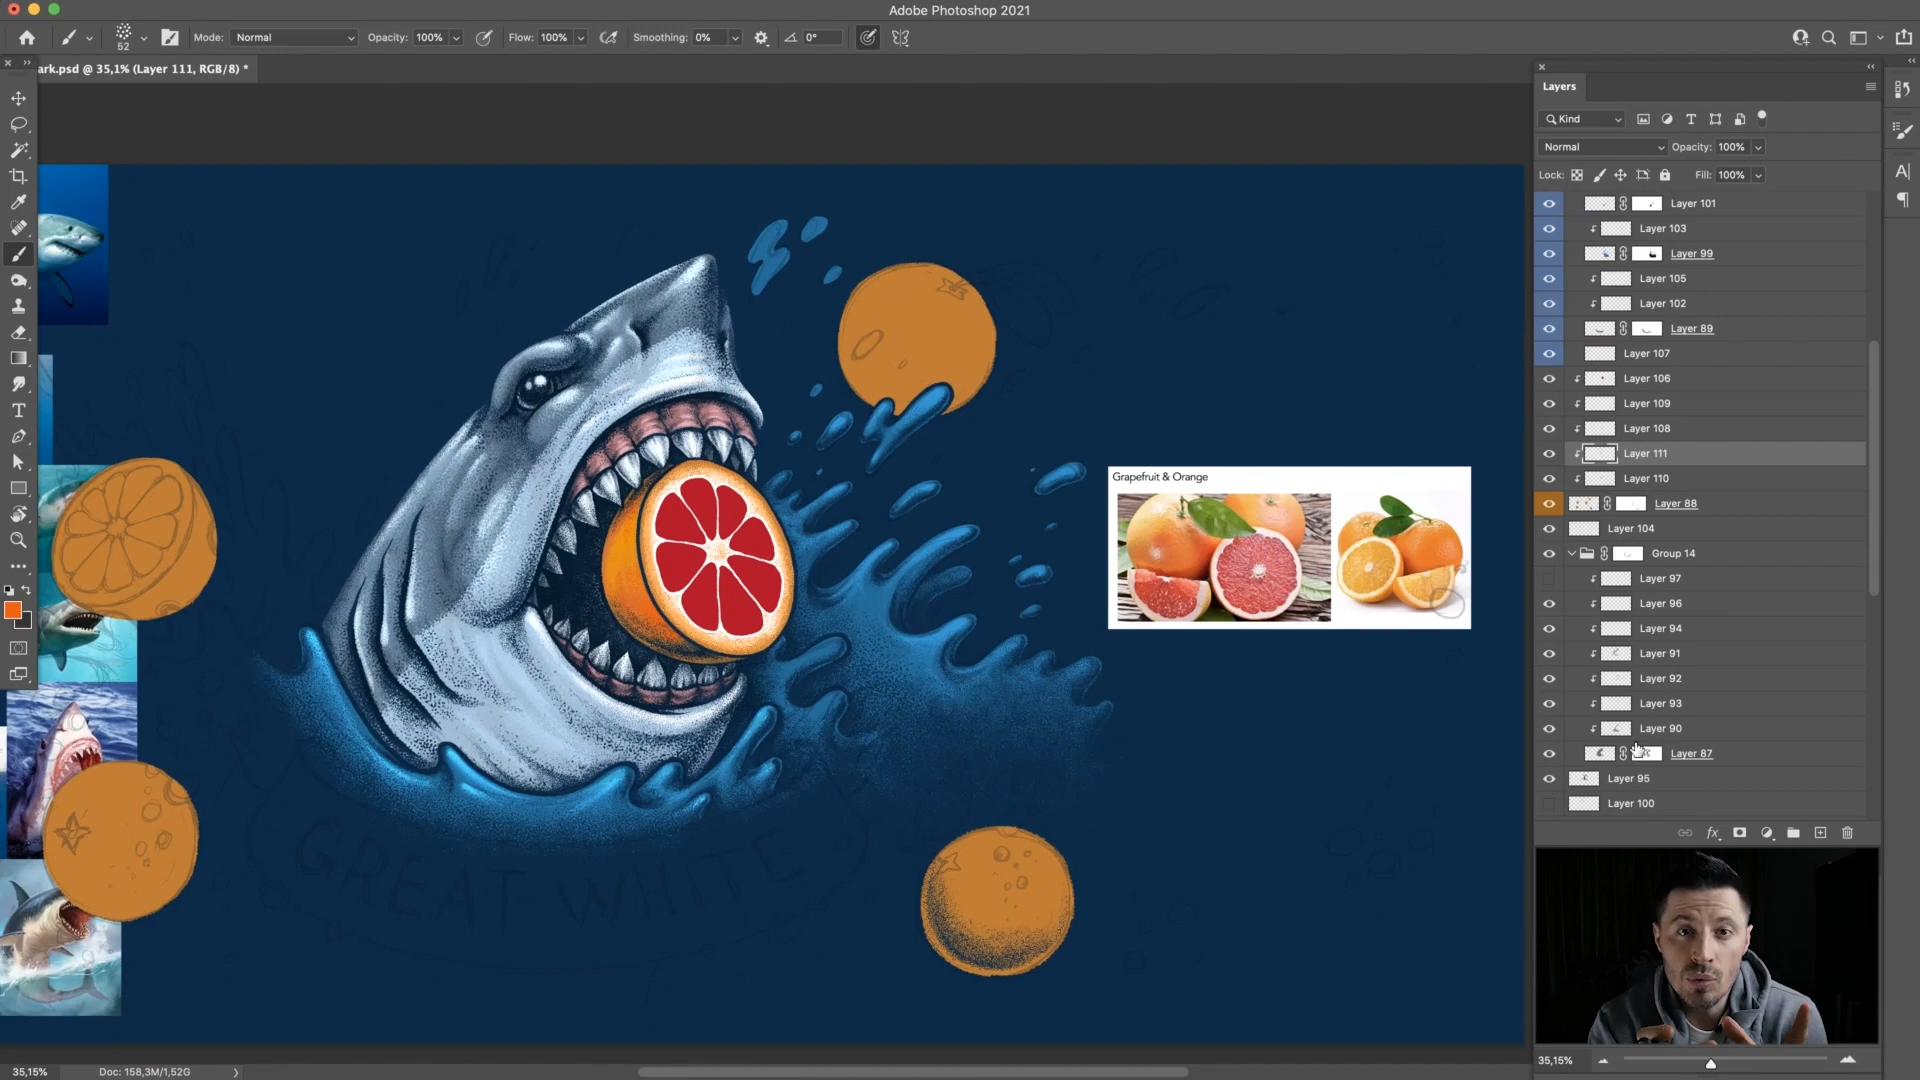 Adobe Photoshop 2021
52
Mode: Normal
Opacity: 100%
Flow: 100%
Smoothing: 0%
0°
ark.psd @ 35,1% (Layer 111, RGB/8) *
Layers
Kind
Normal
Opacity: 100%
Lock:
Fill: 100%
Layer 101
Layer 103
Layer 99
Layer 105
Layer 102
Layer 89
Layer 107
Layer 106
Layer 109
Layer 108
Layer 111
Layer 110
Layer 88
Layer 104
Group 14
Layer 97
Layer 96
Layer 94
Layer 91
Layer 92
Layer 93
Layer 90
Layer 87
Layer 95
Layer 100
fx
Grapefruit & Orange
GREAT WHITE
35,15%
Doc: 158,3M/1,52G
35,15%